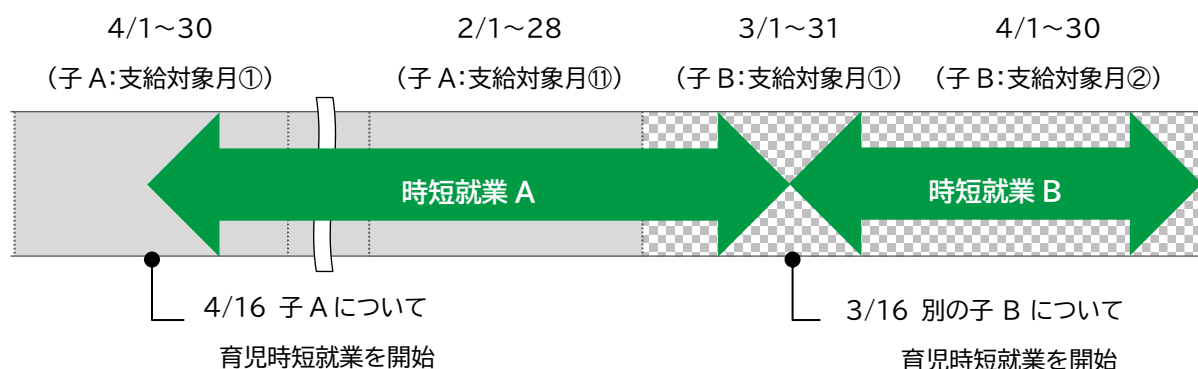 4/1～30
2/1～28
3/1～31
4/1～30
（子 A：支給対象月①）
（子 A：支給対象月⑪）
（子 B：支給対象月①）
（子 B：支給対象月②）
時短就業 A
時短就業 B
4/16 子 A について
育児時短就業を開始
3/16 別の子 B について
育児時短就業を開始